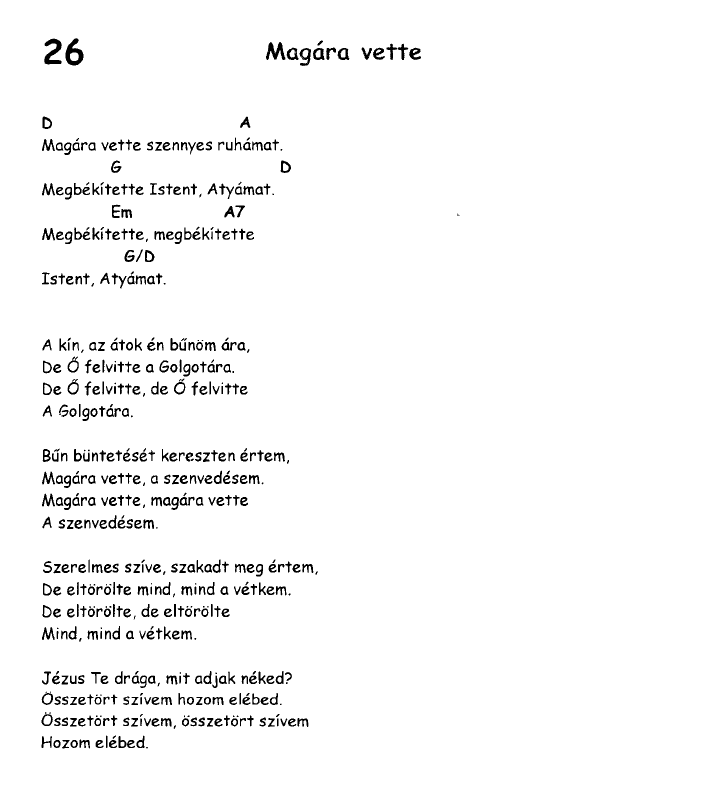 26 Magára vette
D A
Magára vette szennyes ruhámat.
G D
Megbékítette Istent, Atyámat.
Em A7
Megbékítette, megbékítette
G/D
Istent, Atyámat.
A kín, az átok én bűnöm ára,
De Ő felvitte a Golgotára.
De Ő felvitte, de Ő felvitte
A Golgotára.
Bűn büntetését kereszten értem,
Magára vette, a szenvedésem.
Magára vette, magára vette
A szenvedésem.
Szerelmes szíve, szakadt meg értem,
De eltörölte mind, mind a vétkem.
De eltörölte, de eltörölte
Mind, mind a vétkem.
Jézus Te drága, mit adjak néked?
Összetört szívem hozom elébed.
Összetört szívem, összetört szívem
Hozom elébed.